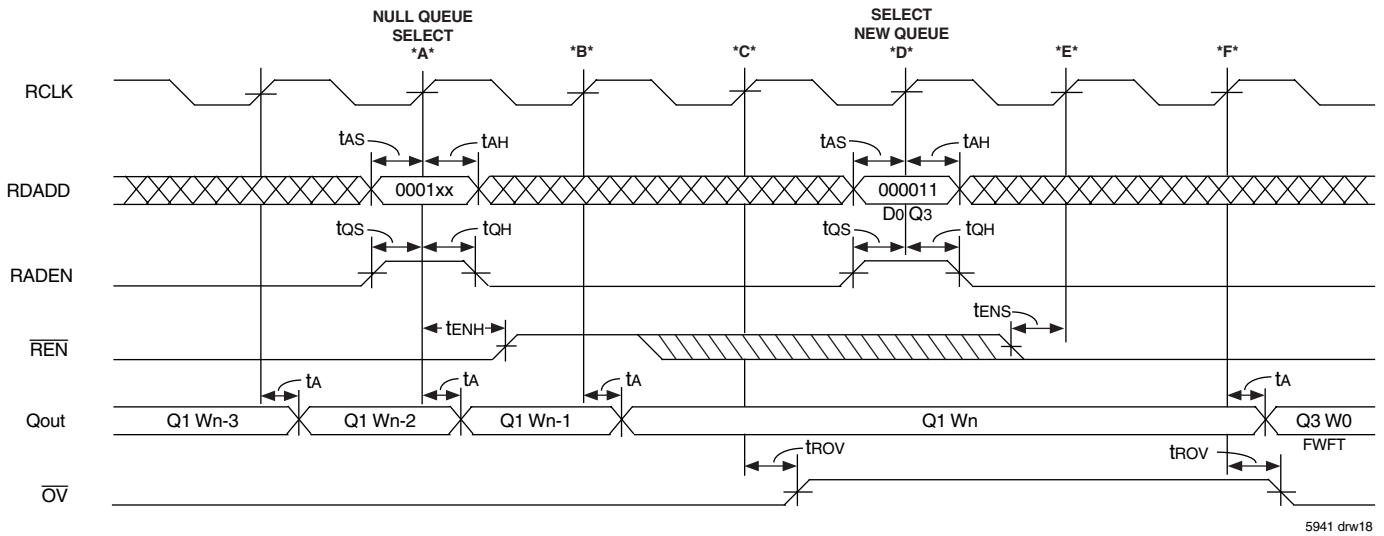 NULL QUEUE
SELECT
*A*
*B*
*C*
SELECT
NEW QUEUE
*D*
*E*
*F*
RCLK
tAS
tAH
tAS
tAH
RDADD
0001xx
000011
D0 Q3
tQS
tQH
tQS
tQH
RADEN
tENH
tENS
REN
tA
tA
tA
tA
Qout
Q1 Wn-3
Q1 Wn-2
Q1 Wn-1
Q1 Wn
Q3 W0
FWFT
tROV
tROV
OV
5941 drw18